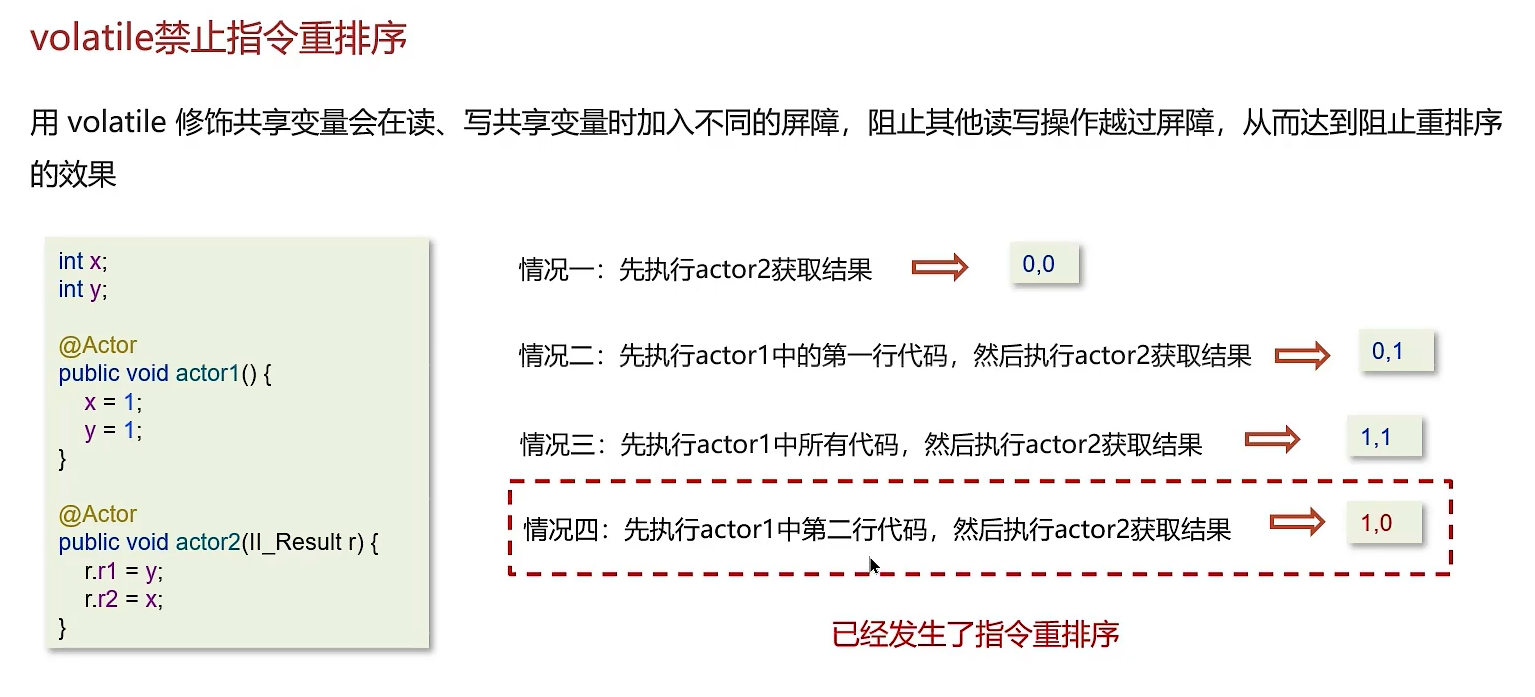 volatile禁止指令重排序
用 volatile 修饰共享变量会在读、写共享变量时加入不同的屏障，阻止其他读写操作越过屏障，从而达到阻止重排序
的效果
int x;
int y;
@Actor
public void actor1() {
x = 1;
y = 1;
}
@Actor
public void actor2(II_Result r) {
r.r1 = y;
r.r2 = x;
}
情况一：先执行actor2获取结果
0,0
情况二：先执行actor1中的第一行代码，然后执行actor2获取结果
0,1
情况三：先执行actor1中所有代码，然后执行actor2获取结果
1,1
情况四：先执行actor1中第二行代码，然后执行actor2获取结果
1,0
已经发生了指令重排序